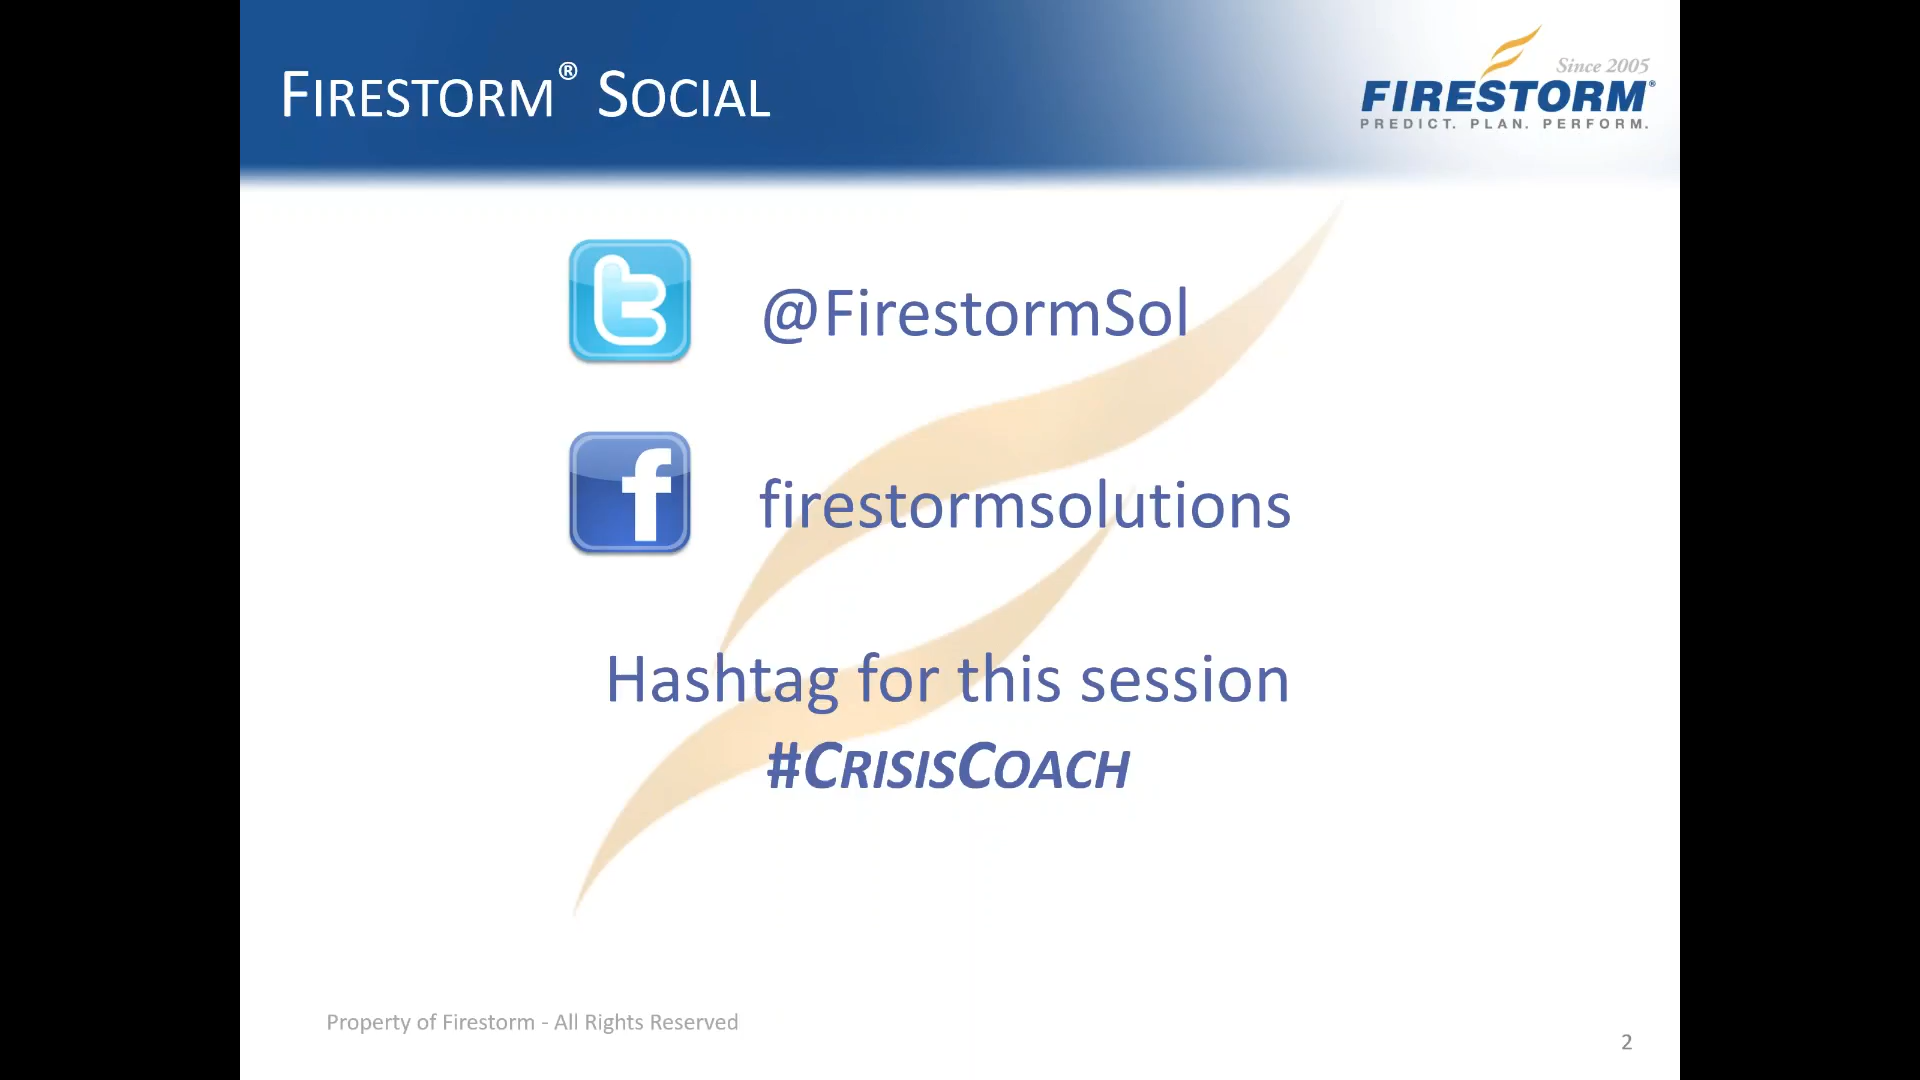 FIRESTORM® SOCIAL
Since 2005
FIRESTORM®
PREDICT. PLAN. PERFORM.
@FirestormSol
firestormsolutions
Hashtag for this session
#CRISISCOACH
Property of Firestorm - All Rights Reserved
2